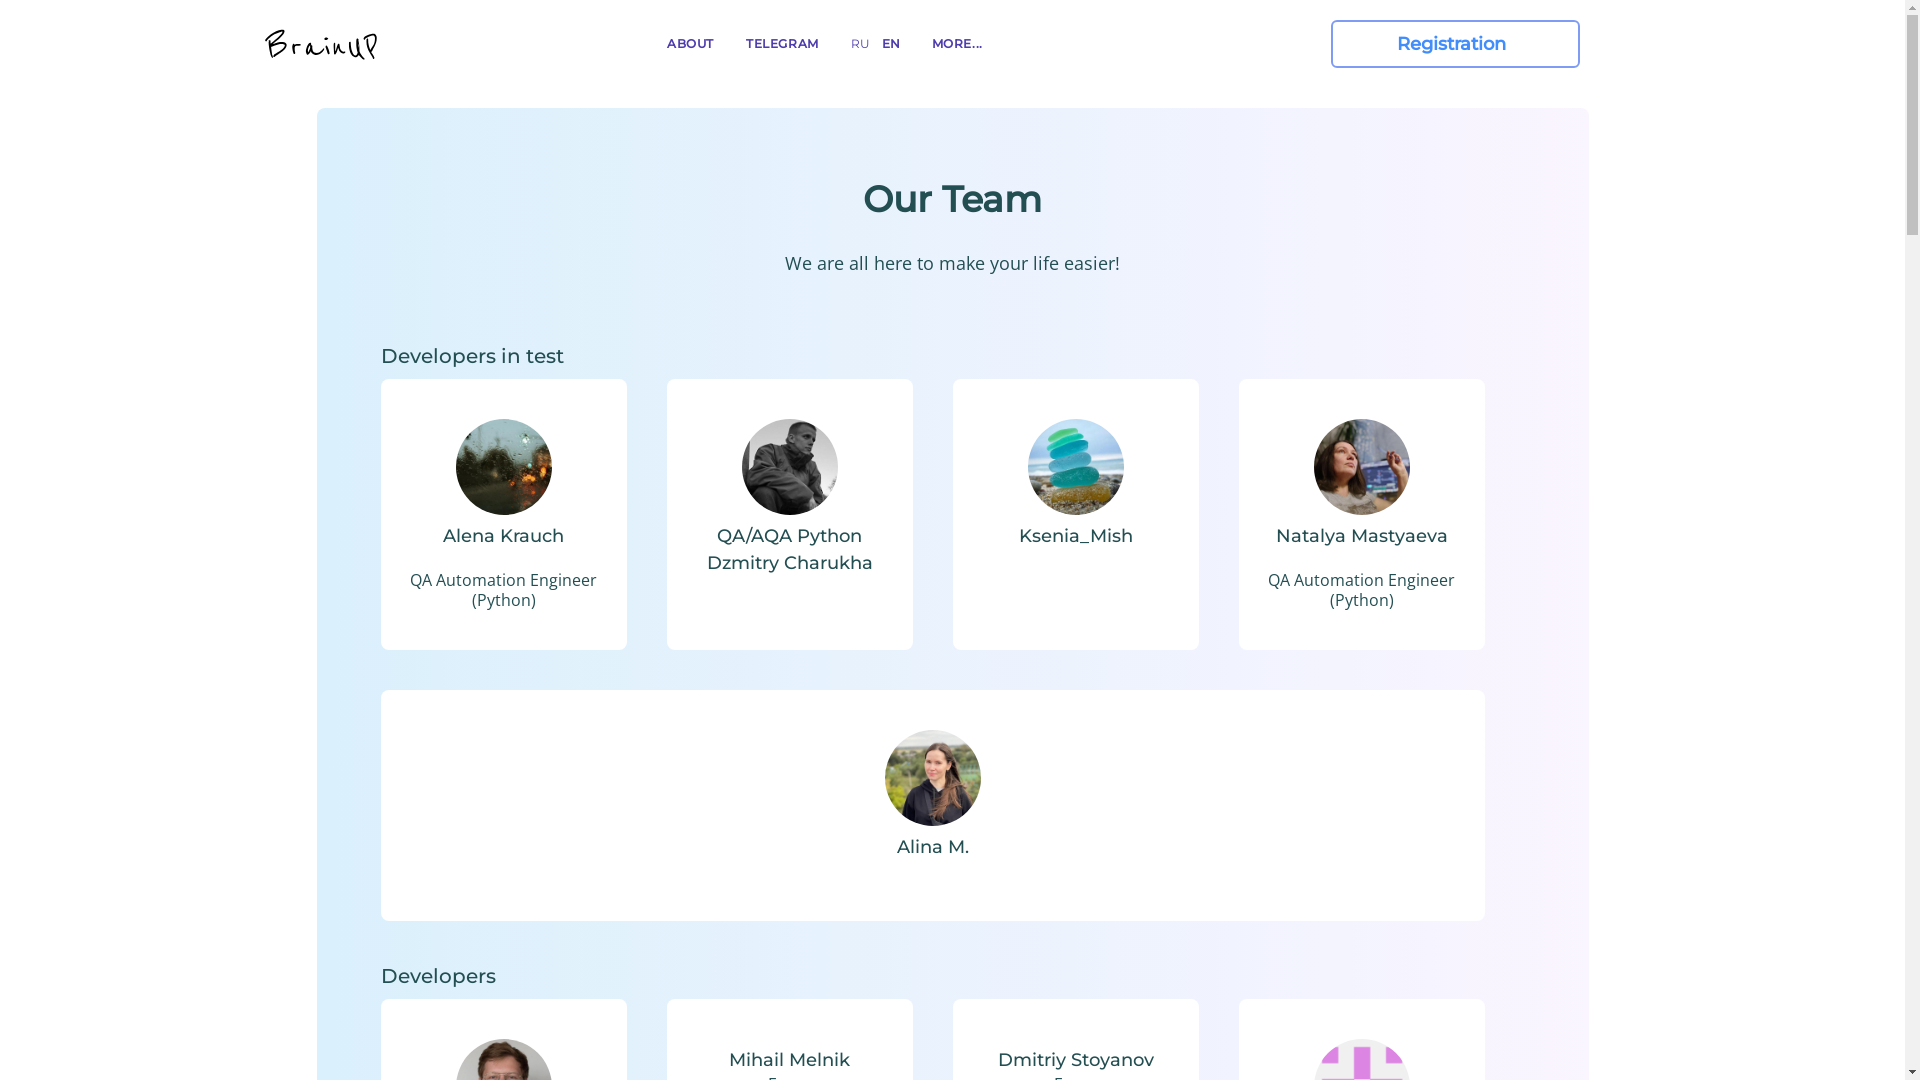 BrainUP
ABOUT
TELEGRAM
RU
EN
MORE...
Registration
Our Team
We are all here to make your life easier!
Developers in test
Alena Krauch
QA Automation Engineer
(Python)
QA/AQA Python
Dzmitry Charukha
Ksenia_Mish
Natalya Mastyaeva
QA Automation Engineer
(Python)
Alina M.
Developers
Mihail Melnik
Dmitriy Stoyanov